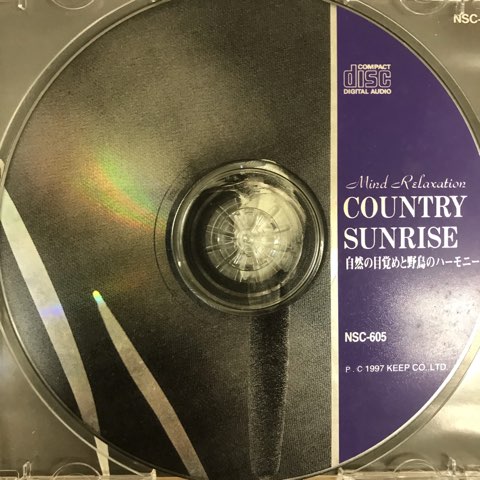 NSC-
COMPACT
disc
DIGITAL AUDIO
Mind Relaxation
COUNTRY
SUNRISE
自然の目覚めと野鳥のハーモニー
NSC-605
P. C 1997 KEEP CO.,LTD.